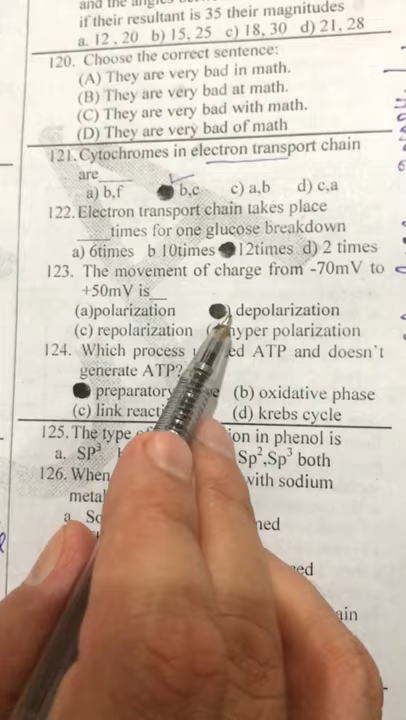 and the angle
if their resultant is 35 their magnitudes
a. 12 , 20 b) 15, 25 c) 18, 30 d) 21, 28
120. Choose the correct sentence:
(A) They are very bad in math.
(B) They are very bad at math.
(C) They are very bad with math.
(D) They are very bad of math
121. Cytochromes in electron transport chain
are____
a) b,f b,c c) a,b d) c,a
122. Electron transport chain takes place
____ times for one glucose breakdown
a) 6times b 10times 12times d) 2 times
123. The movement of charge from -70mV to
+50mV is__
(a)polarization ) depolarization
(c) repolarization ( hyper polarization
124. Which process ed ATP and doesn't
generate ATP?
preparatory (b) oxidative phase
(c) link reacti (d) krebs cycle
125. The type ion in phenol is
a. SP³ Sp²,Sp³ both
126. When with sodium
metal
a. So ned
ed
ain